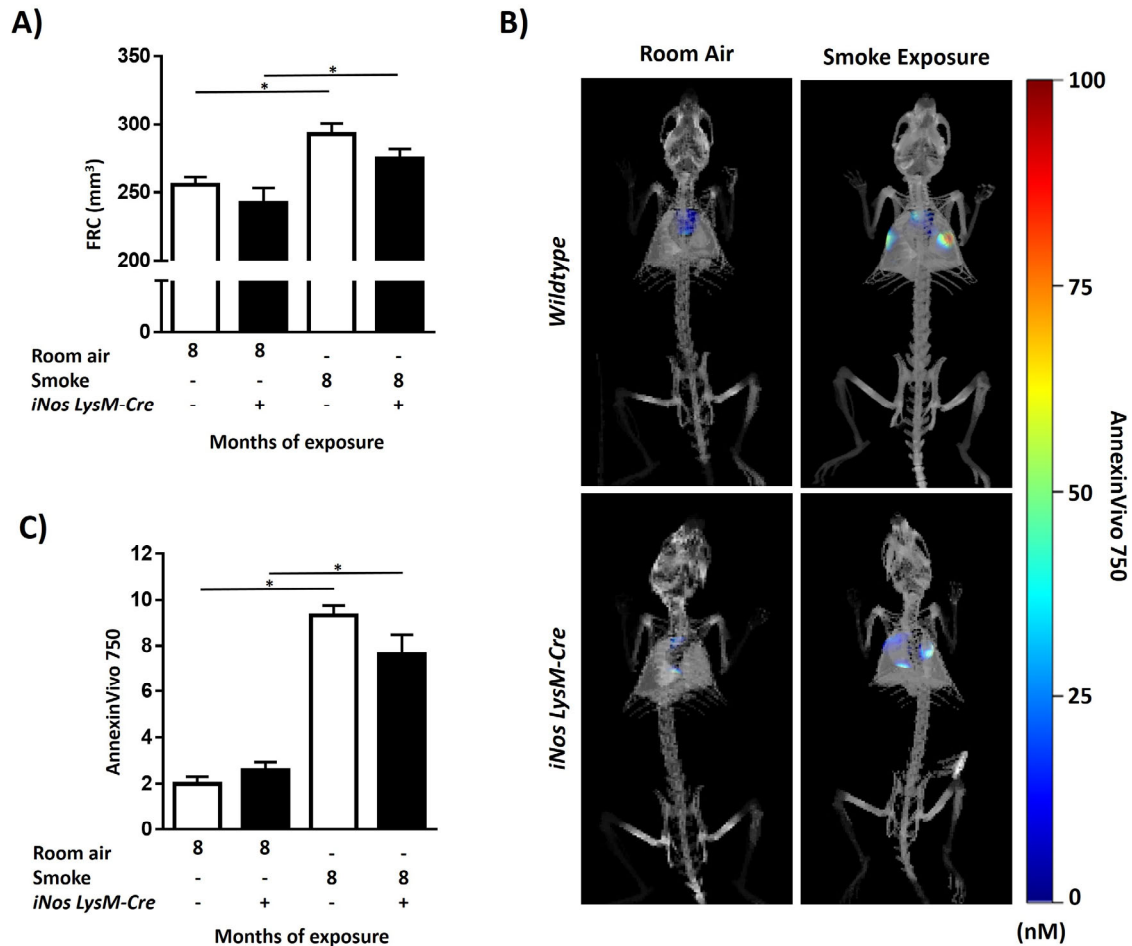 A)
350
300
250
200
0
FRC (mm³)
*
*
Room air 8 8 - -
Smoke - - 8 8
iNos LysM-Cre - + - +
Months of exposure
B)
Room Air
Smoke Exposure
Wildtype
iNos LysM-Cre
100
75
50
25
0
AnnexinVivo 750
(nM)
C)
12
10
8
6
4
2
0
AnnexinVivo 750
*
*
Room air 8 8 - -
Smoke - - 8 8
iNos LysM-Cre - + - +
Months of exposure